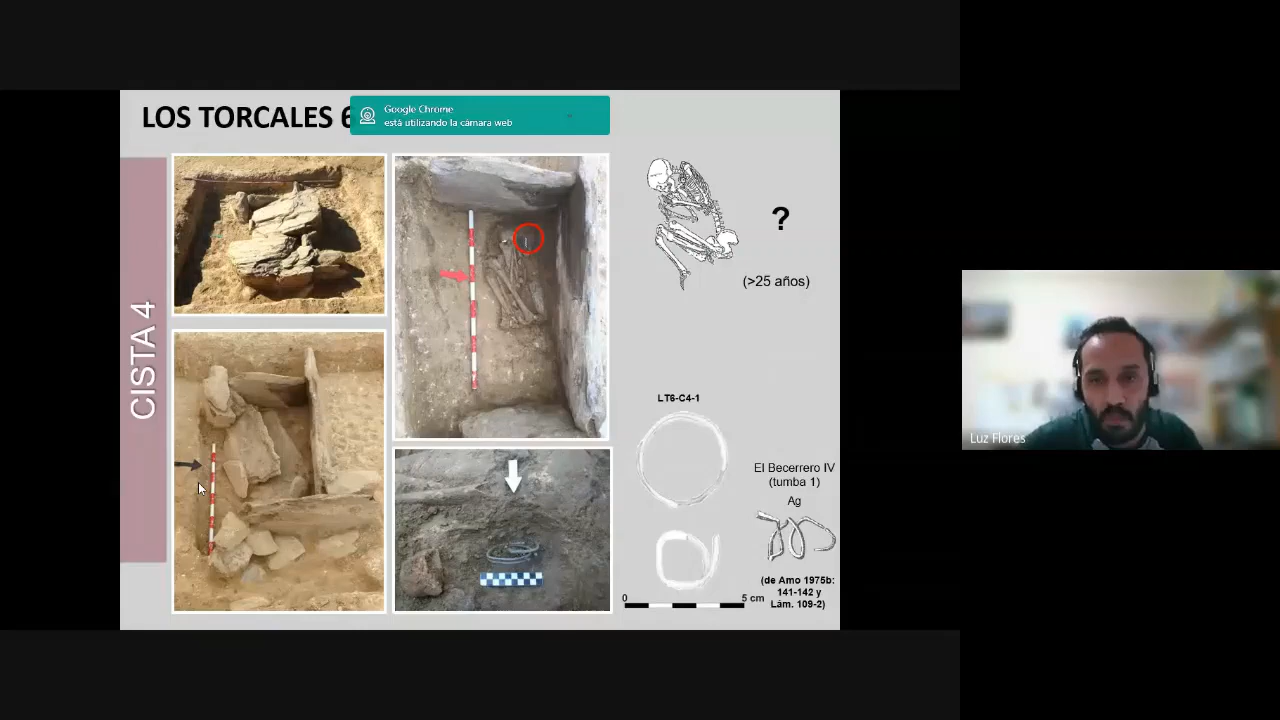 LOS TORCALES 6
Google Chrome
está utilizando la cámara web
CISTA 4
?
(>25 años)
LT6-C4-1
El Becerrero IV
(tumba 1)
Ag
(de Amo 1975b:
141-142 y
Lám. 109-2)
0 5 cm
Luz Flores